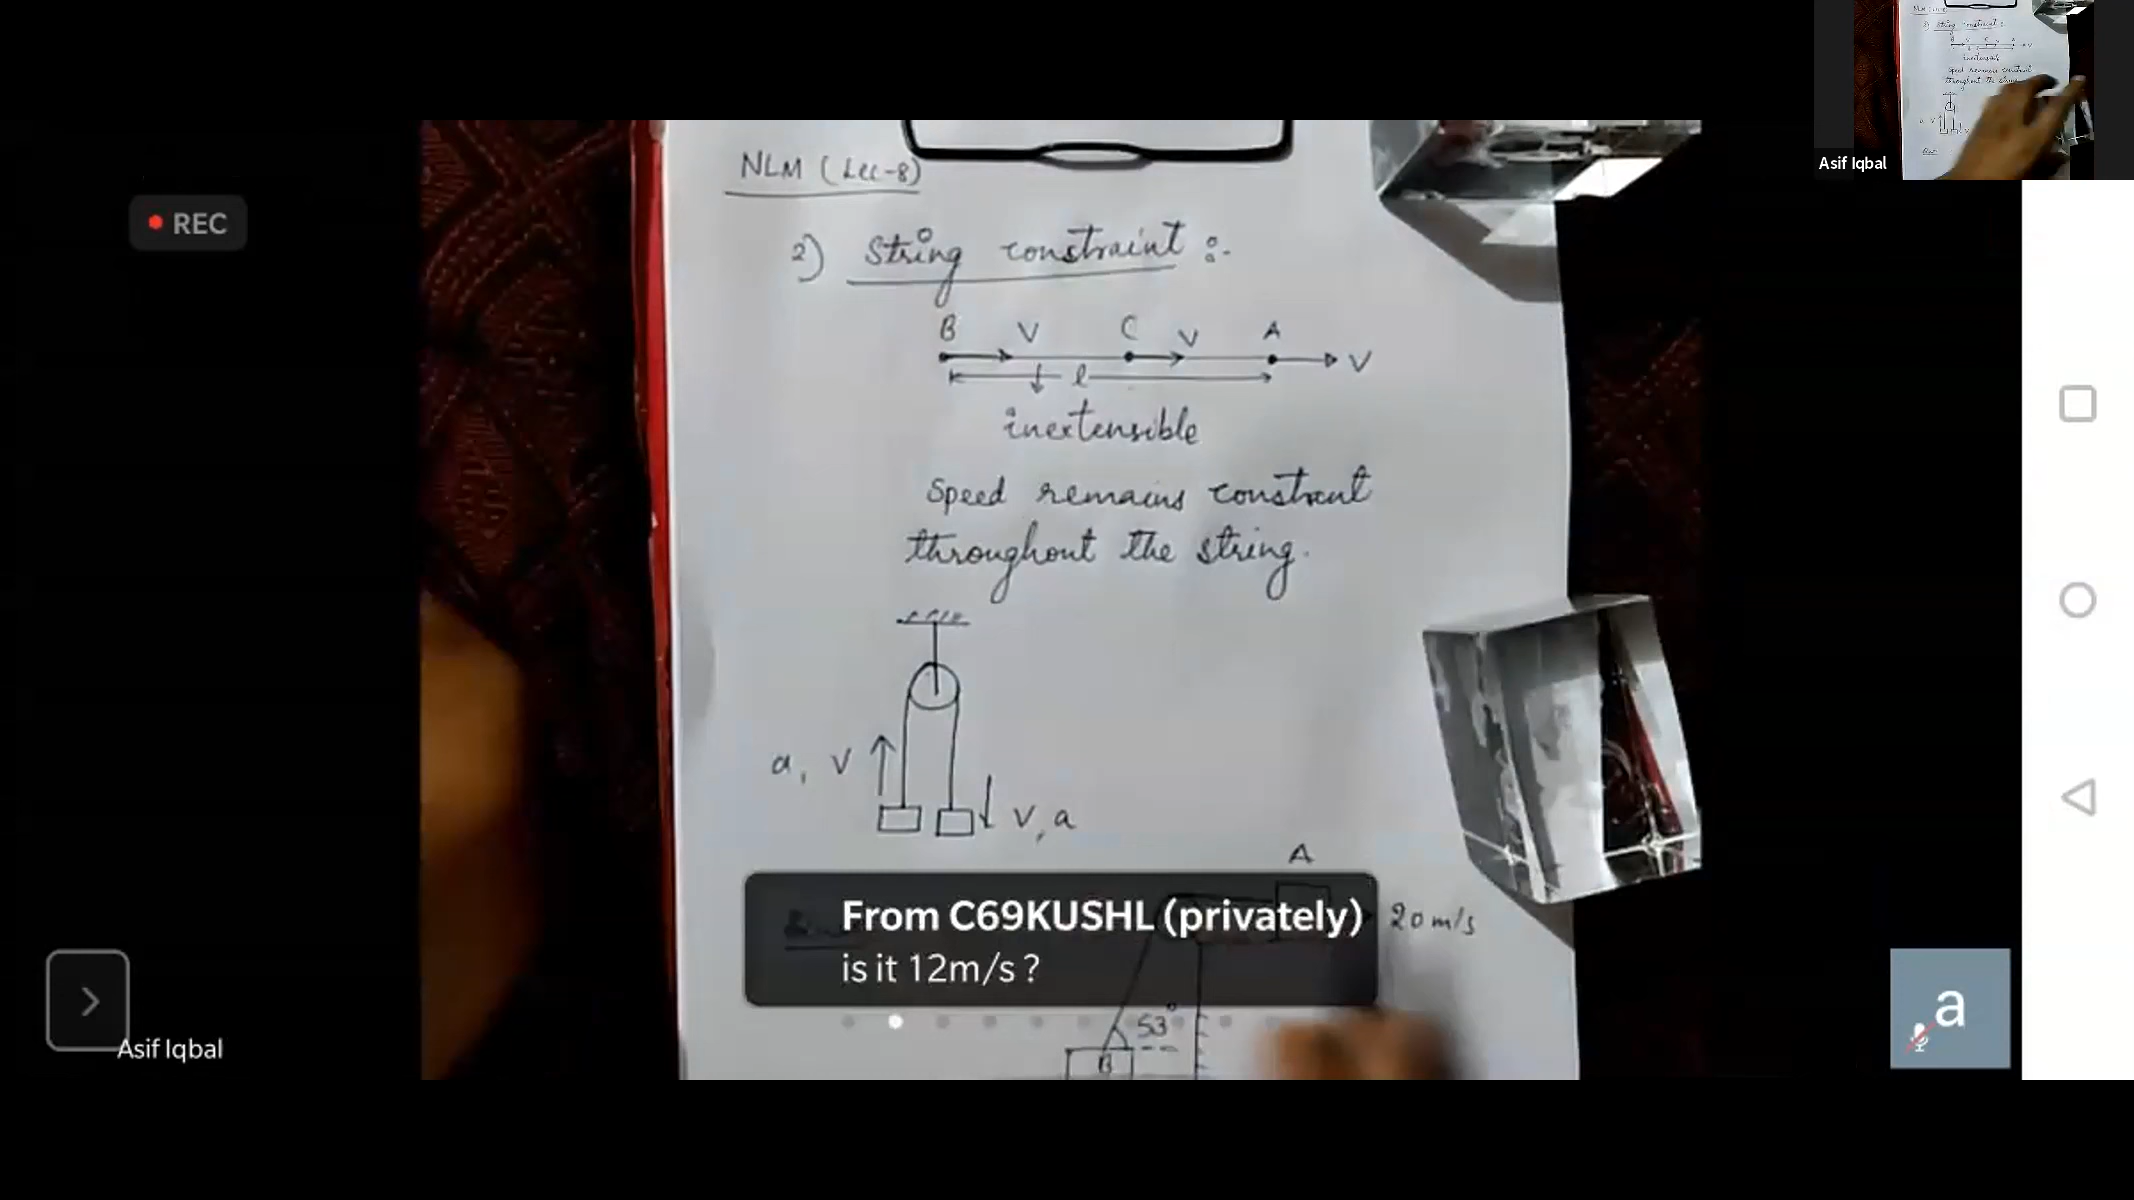 Asif Iqbal
REC
NLM (Lec-8)
2) String constraint :-
B V C V A V
l
inextensible
Speed remains constant
throughout the string.
a, V
V, a
A
From C69KUSHL (privately)
is it 12m/s ?
20 m/s
53°
B
Asif Iqbal
a